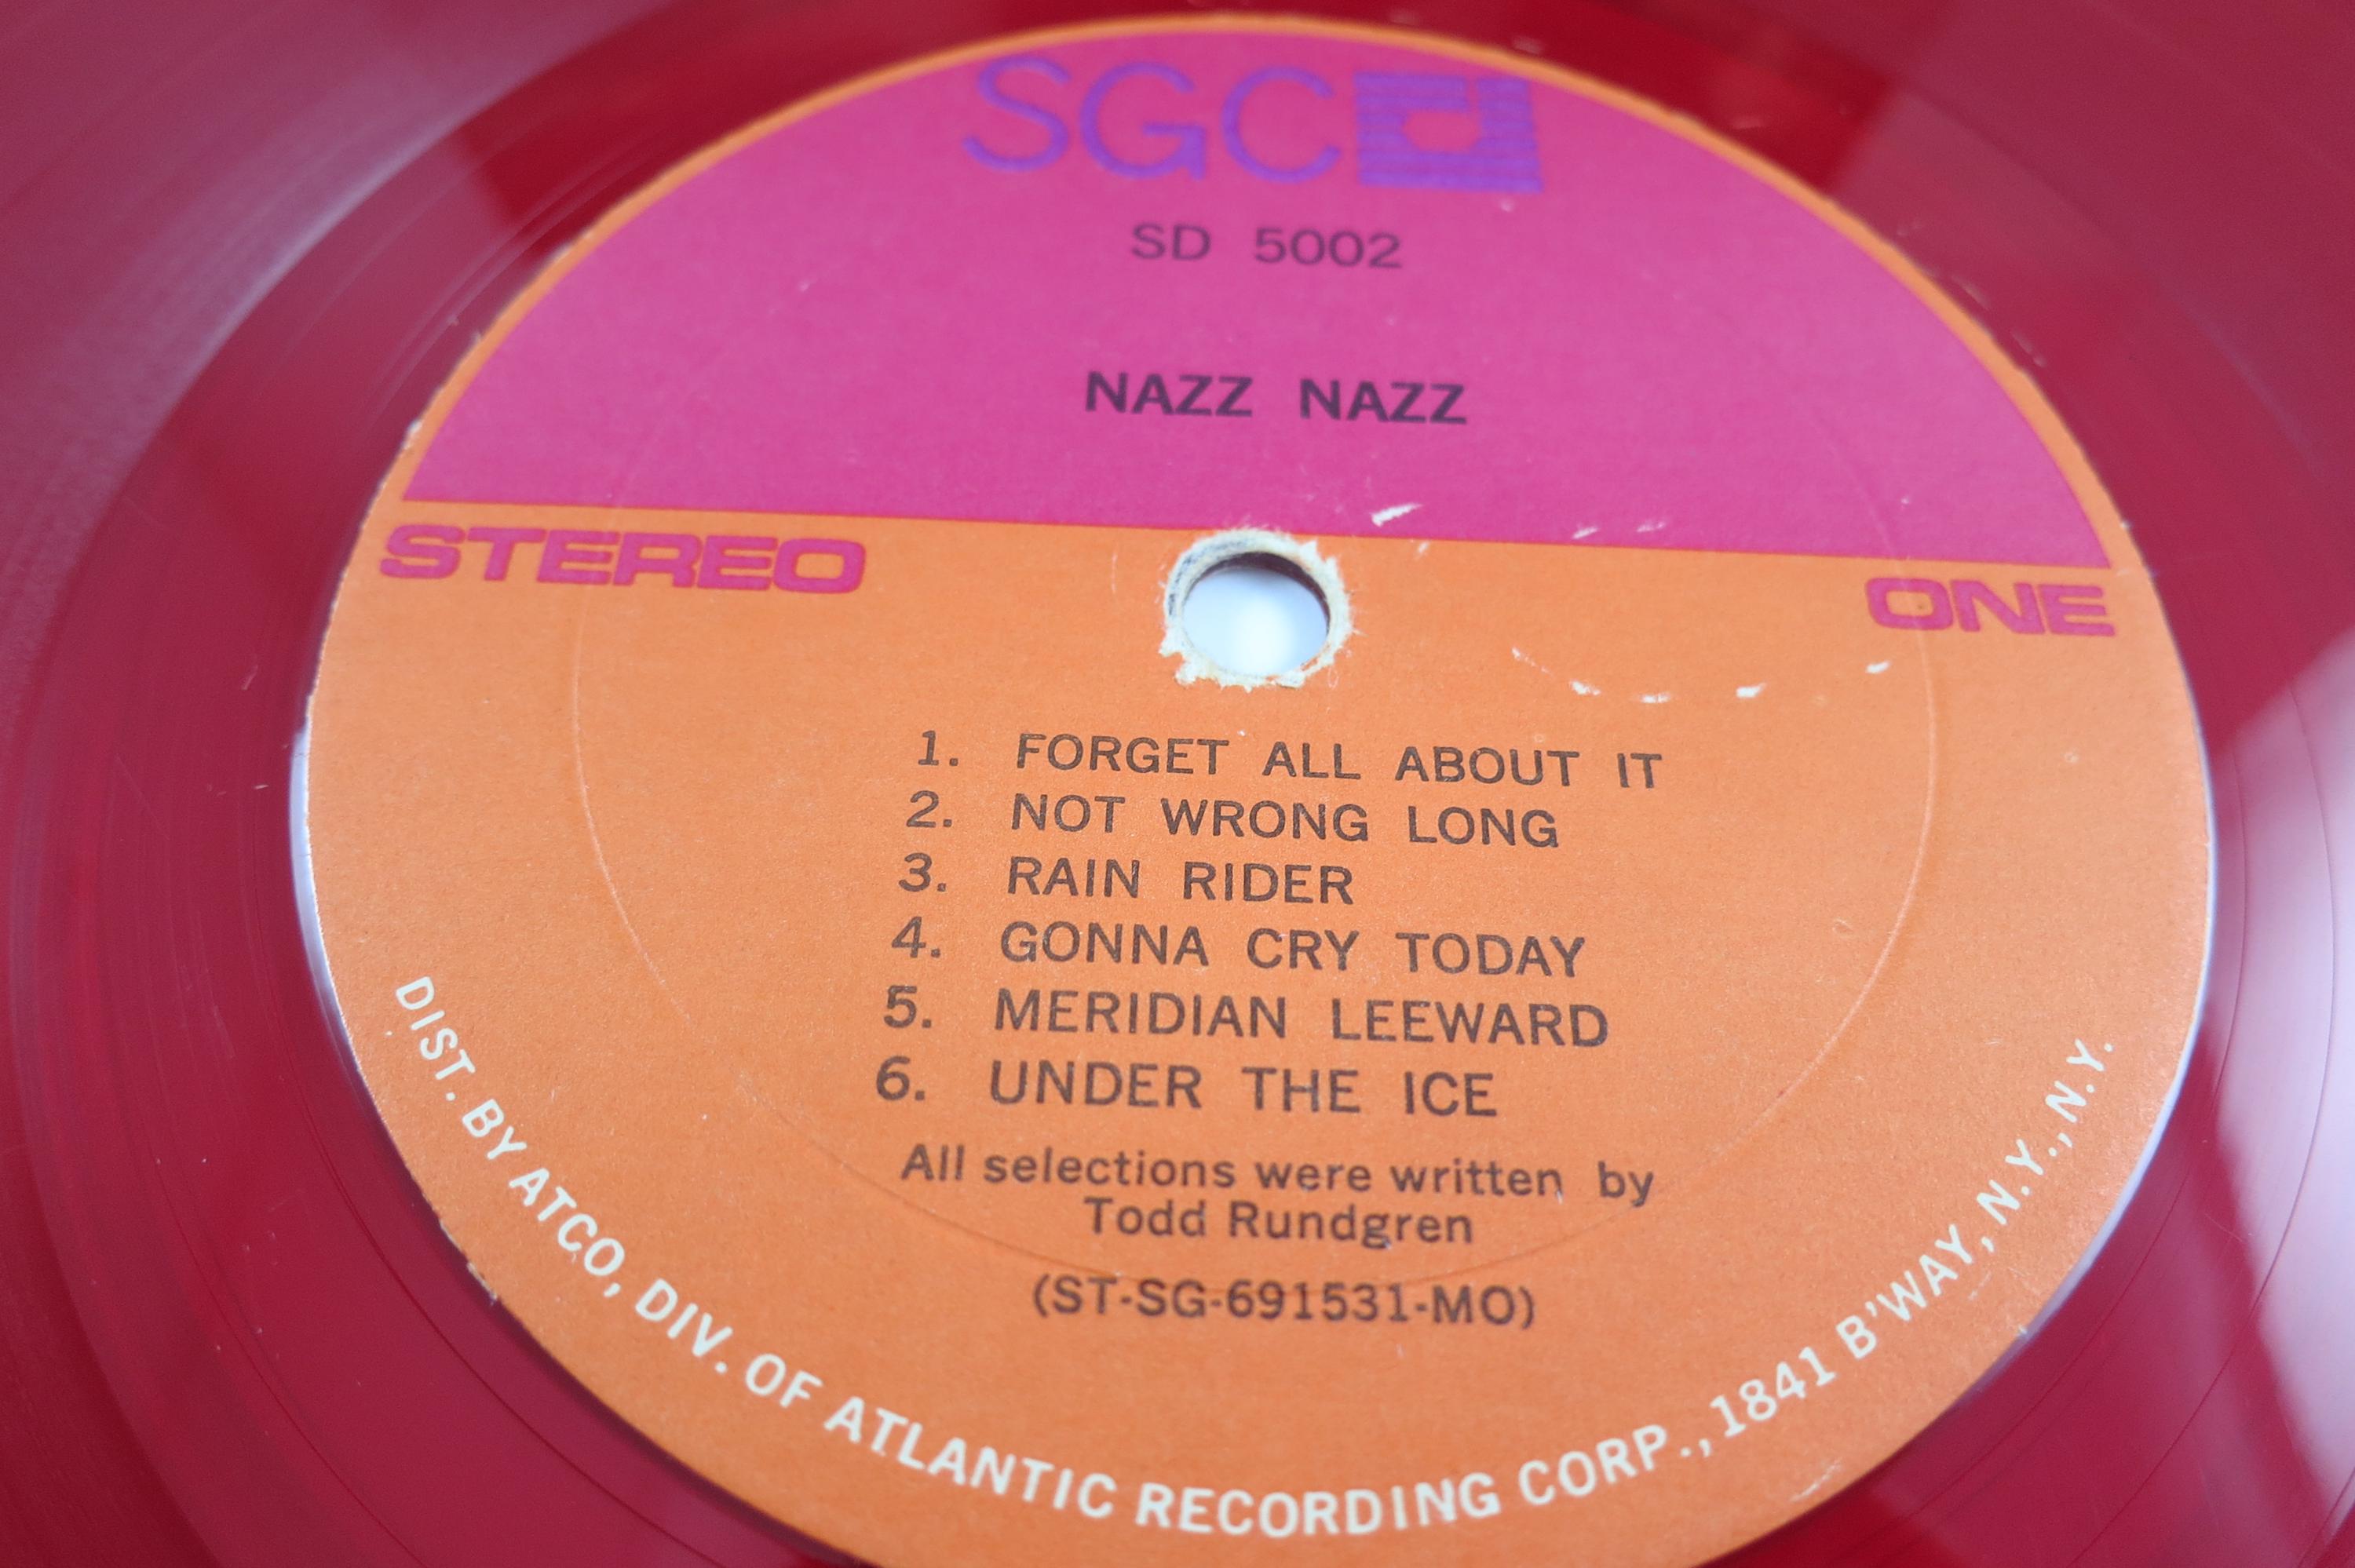 SGC
SD 5002
NAZZ NAZZ
STEREO
ONE
1. FORGET ALL ABOUT IT
2. NOT WRONG LONG
3. RAIN RIDER
4. GONNA CRY TODAY
5. MERIDIAN LEEWARD
6. UNDER THE ICE
All selections were written by
Todd Rundgren
(ST-SG-691531-MO)
DIST. BY ATCO, DIV. OF ATLANTIC RECORDING CORP., 1841 B'WAY, N.Y., N.Y.